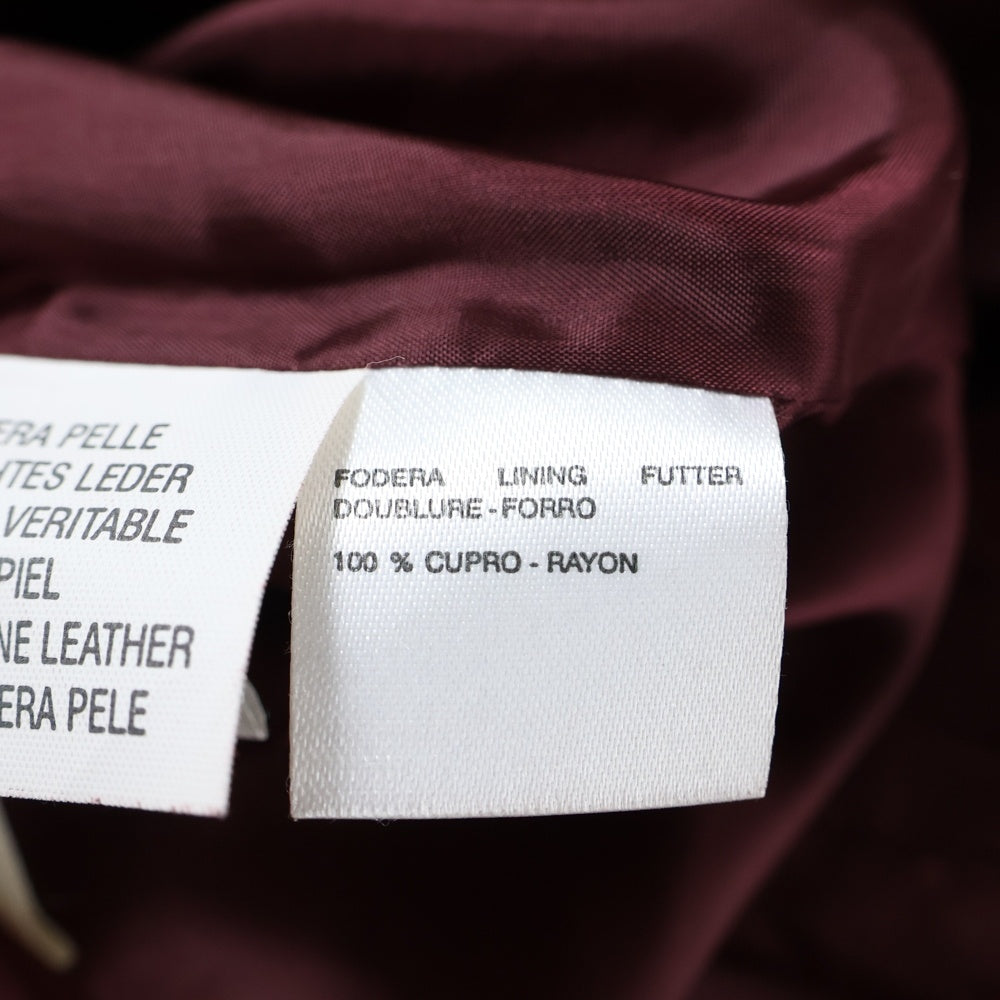 ERA PELLE
HTES LEDER
VERITABLE
PIEL
NE LEATHER
ERA PELE
FODERA LINING FUTTER
DOUBLURE-FORRO
100 % CUPRO - RAYON